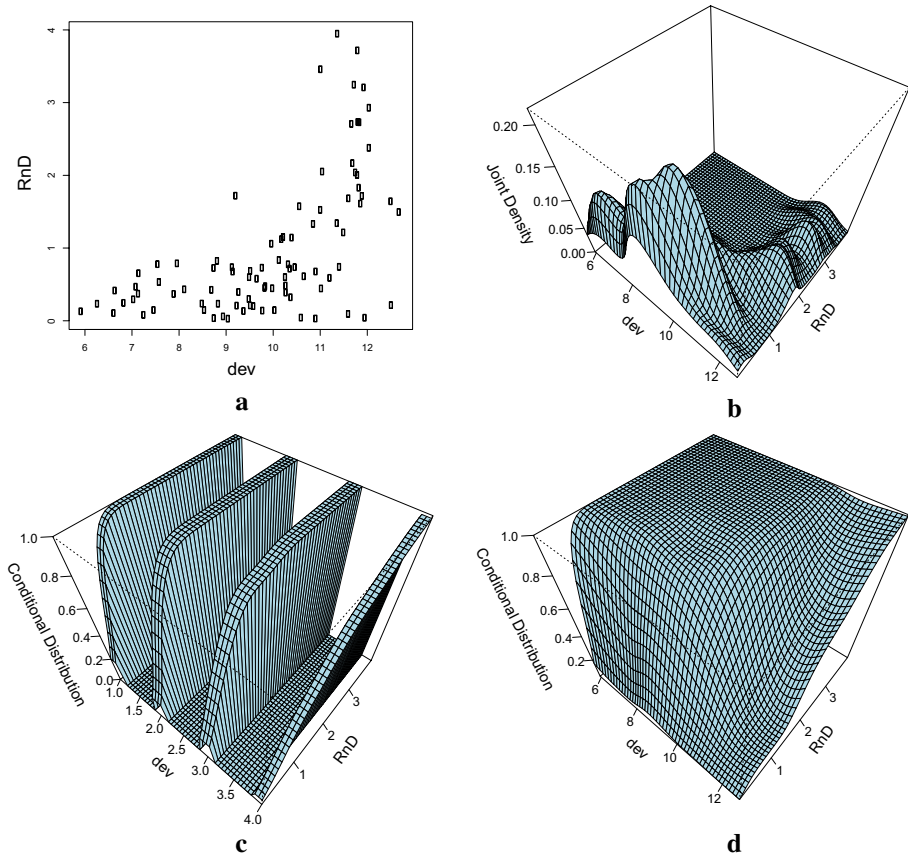 4
3
2
1
0
RnD
6 7 8 9 10 11 12
dev
a
0.20
0.15
0.10
0.05
0.00
Joint Density
6
8
10
12
dev
1
2
3
RnD
b
1.0
0.8
0.6
0.4
0.2
0.0
Conditional Distribution
1.0
1.5
2.0
2.5
3.0
3.5
4.0
dev
1
2
3
RnD
c
1.0
0.8
0.6
0.4
0.2
Conditional Distribution
6
8
10
12
dev
1
2
3
RnD
d